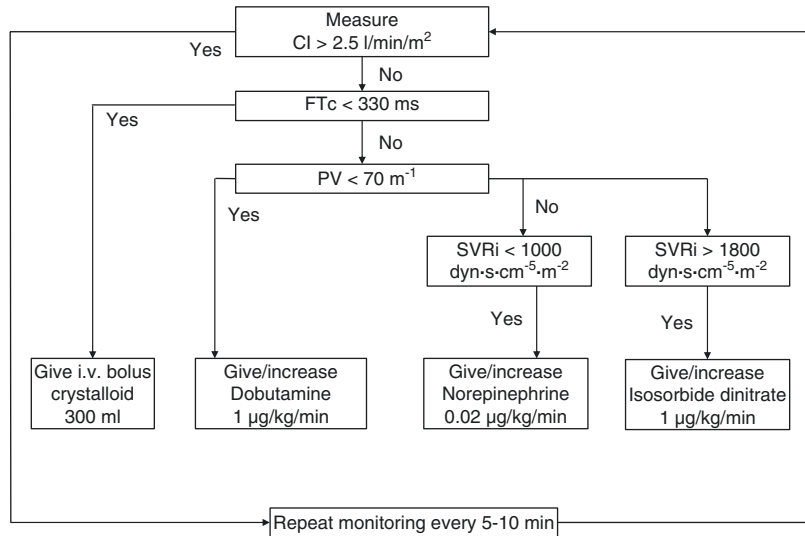 Measure
CI > 2.5 l/min/m²
Yes
No
FTc < 330 ms
Yes
No
PV < 70 m⁻¹
Yes
No
SVRi < 1000
dyn·s·cm⁻⁵·m⁻²
SVRi > 1800
dyn·s·cm⁻⁵·m⁻²
Yes
Yes
Give i.v. bolus
crystalloid
300 ml
Give/increase
Dobutamine
1 µg/kg/min
Give/increase
Norepinephrine
0.02 µg/kg/min
Give/increase
Isosorbide dinitrate
1 µg/kg/min
Repeat monitoring every 5-10 min